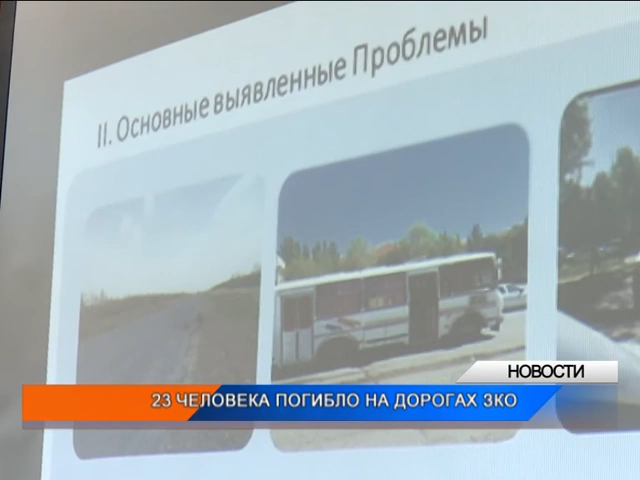 II. Основные выявленные Проблемы
НОВОСТИ
23 ЧЕЛОВЕКА ПОГИБЛО НА ДОРОГАХ ЗКО